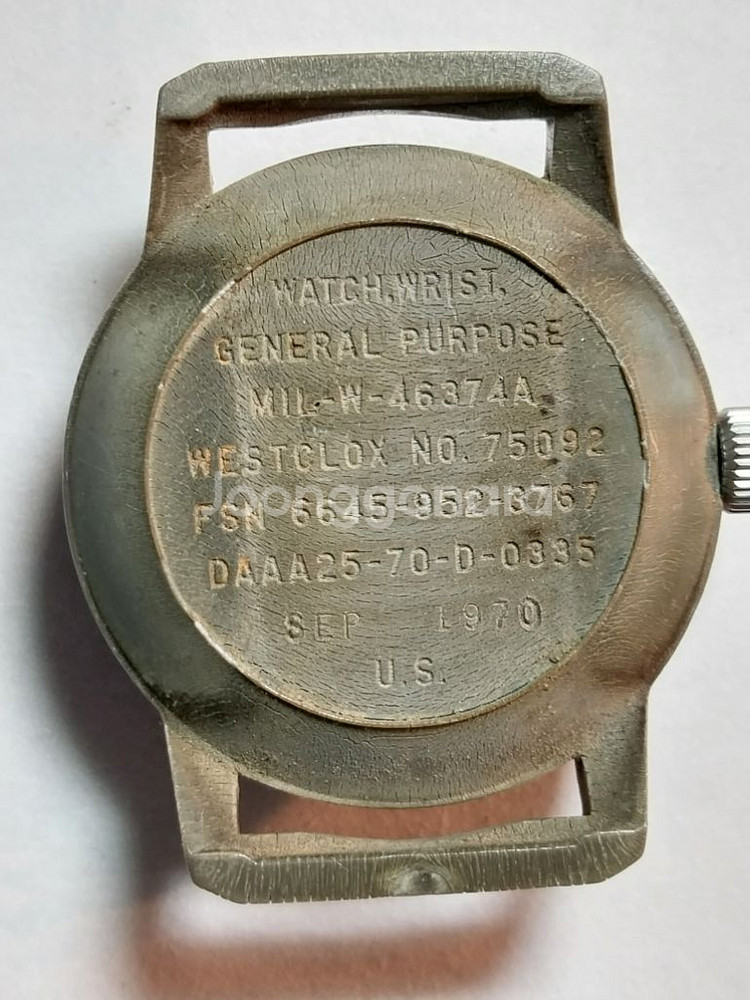 WATCH,WRIST,
GENERAL PURPOSE
MIL-W-46374A
WESTCLOX NO. 75092
FSN 6645-952-3767
DAAA25-70-D-0335
SEP 1970
U.S.